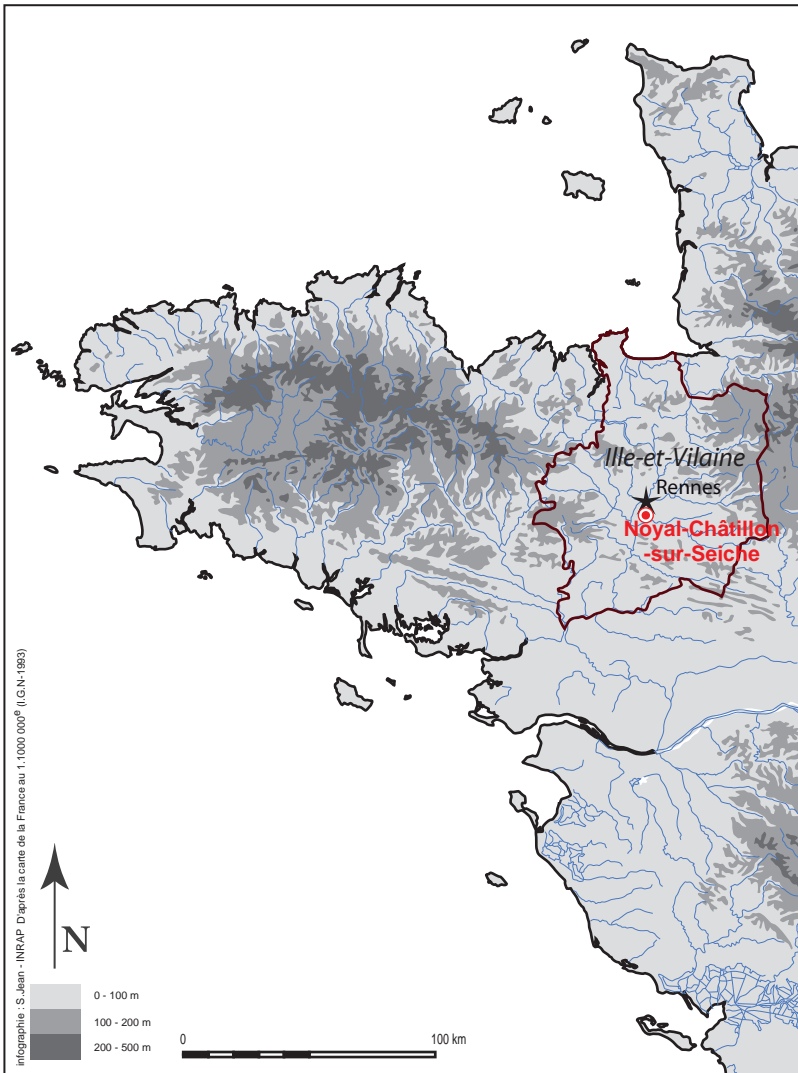 Ille-et-Vilaine
Rennes
Noyal-Châtillon
-sur-Seiche
infographie : S.Jean - INRAP D'après la carte de la France au 1.1000 000e (I.G.N-1993)
N
0 - 100 m
100 - 200 m
200 - 500 m
0 100 km